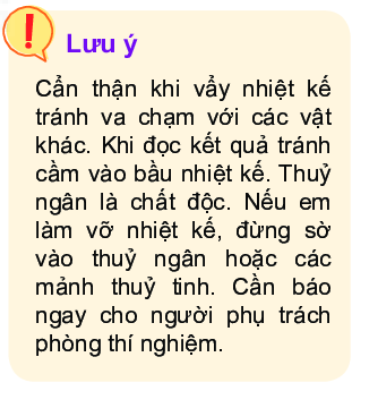 !
Lưu ý
Cẩn thận khi vẩy nhiệt kế
tránh va chạm với các vật
khác. Khi đọc kết quả tránh
cầm vào bầu nhiệt kế. Thuỷ
ngân là chất độc. Nếu em
làm vỡ nhiệt kế, đừng sờ
vào thuỷ ngân hoặc các
mảnh thuỷ tinh. Cần báo
ngay cho người phụ trách
phòng thí nghiệm.